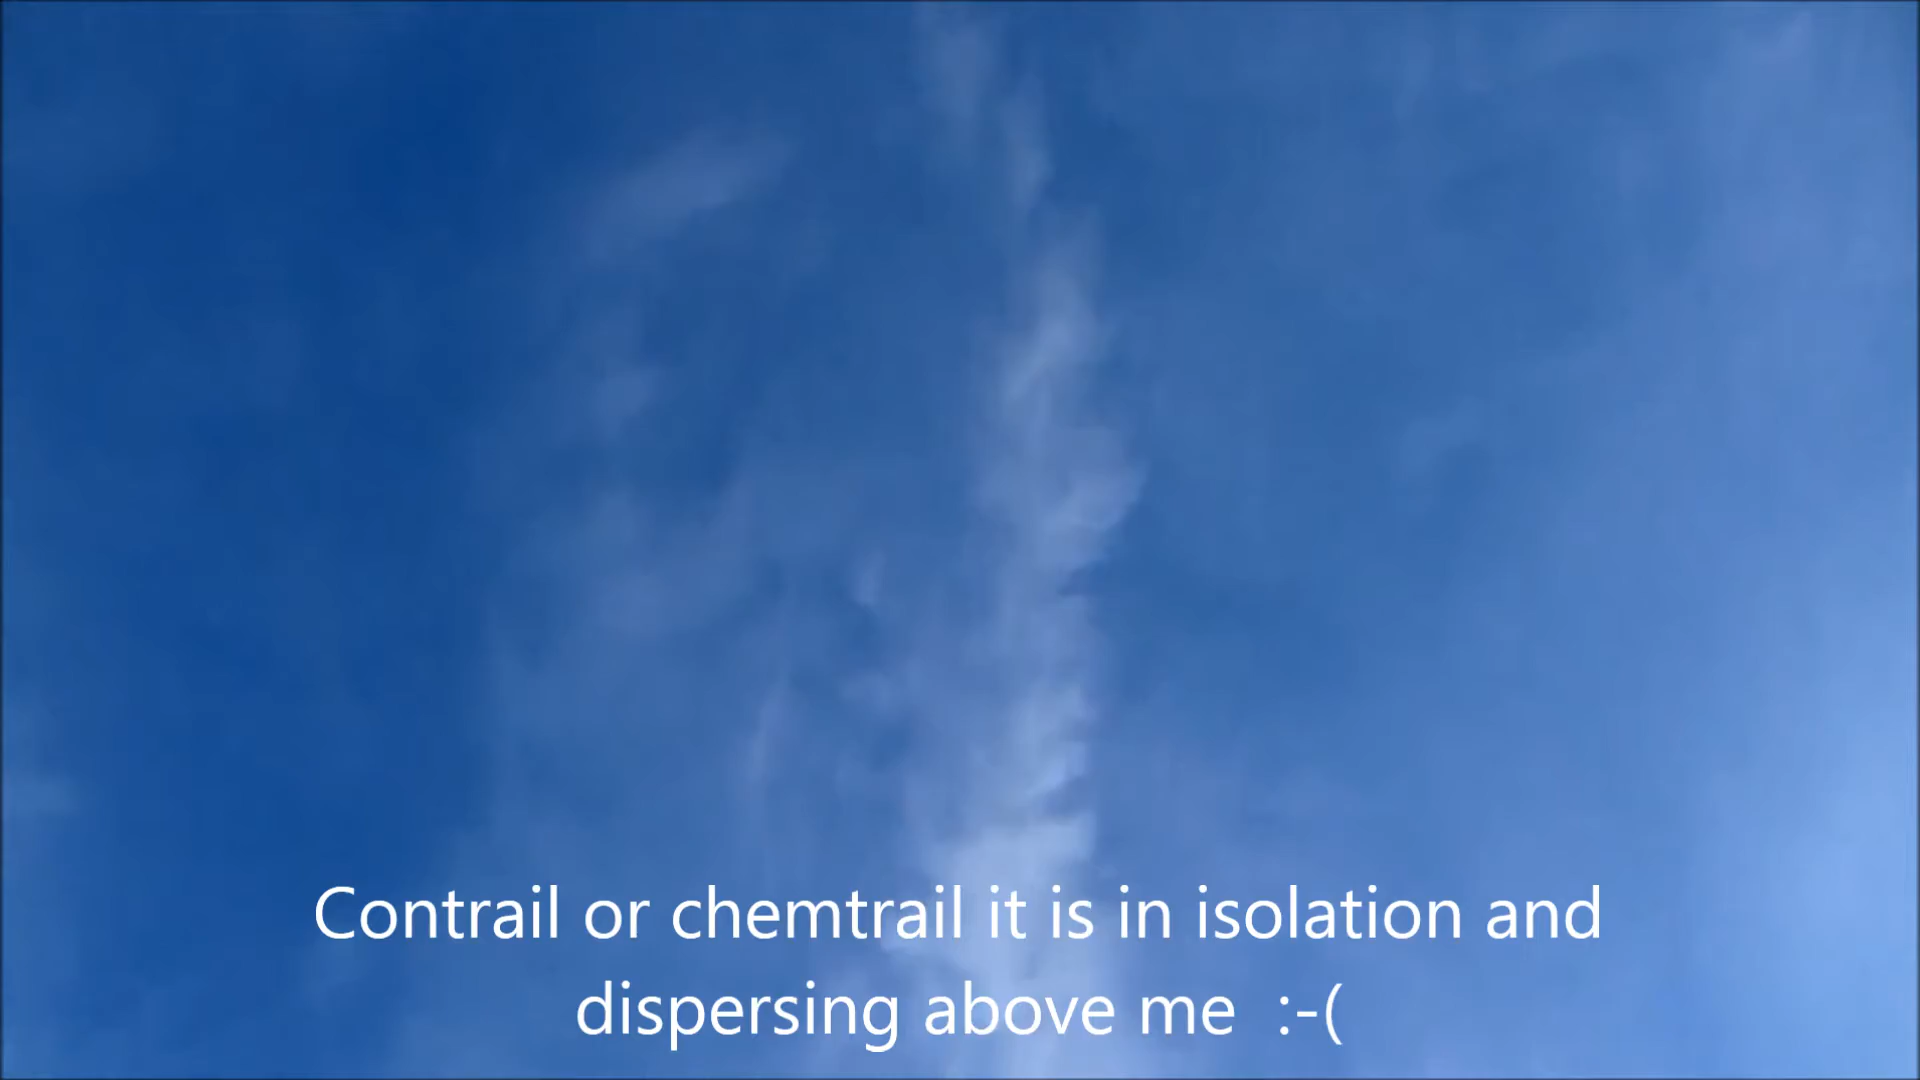 Contrail or chemtrail it is in isolation and
dispersing above me  :-(